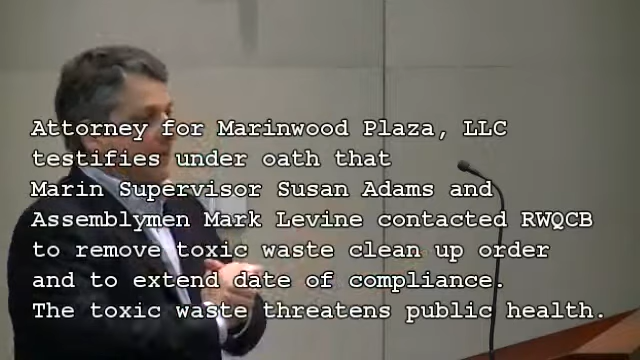 Attorney for Marinwood Plaza, LLC
testifies under oath that
Marin Supervisor Susan Adams and
Assemblymen Mark Levine contacted RWQCB
to remove toxic waste clean up order
and to extend date of compliance.
The toxic waste threatens public health.